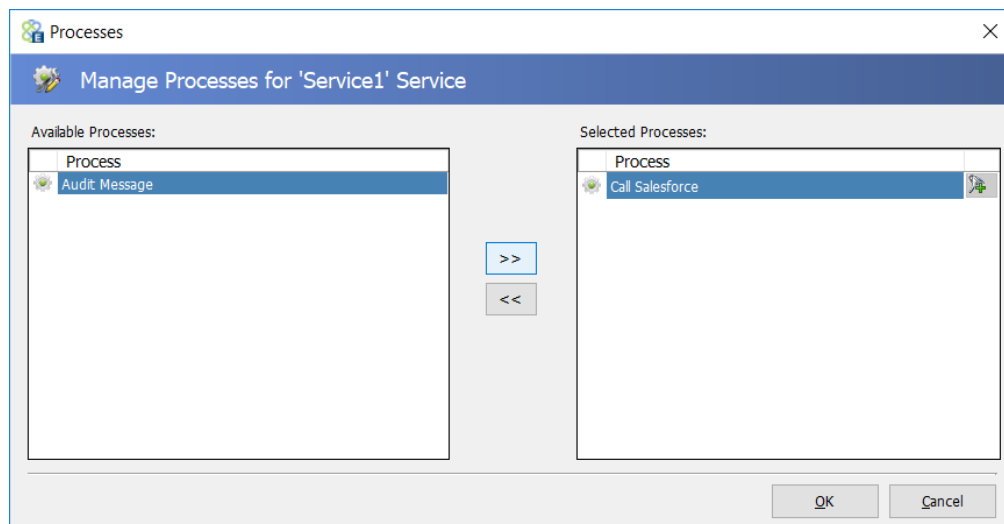 Processes
Manage Processes for 'Service1' Service
Available Processes:
Process
Audit Message
>>
<<
Selected Processes:
Process
Call Salesforce
OK
Cancel